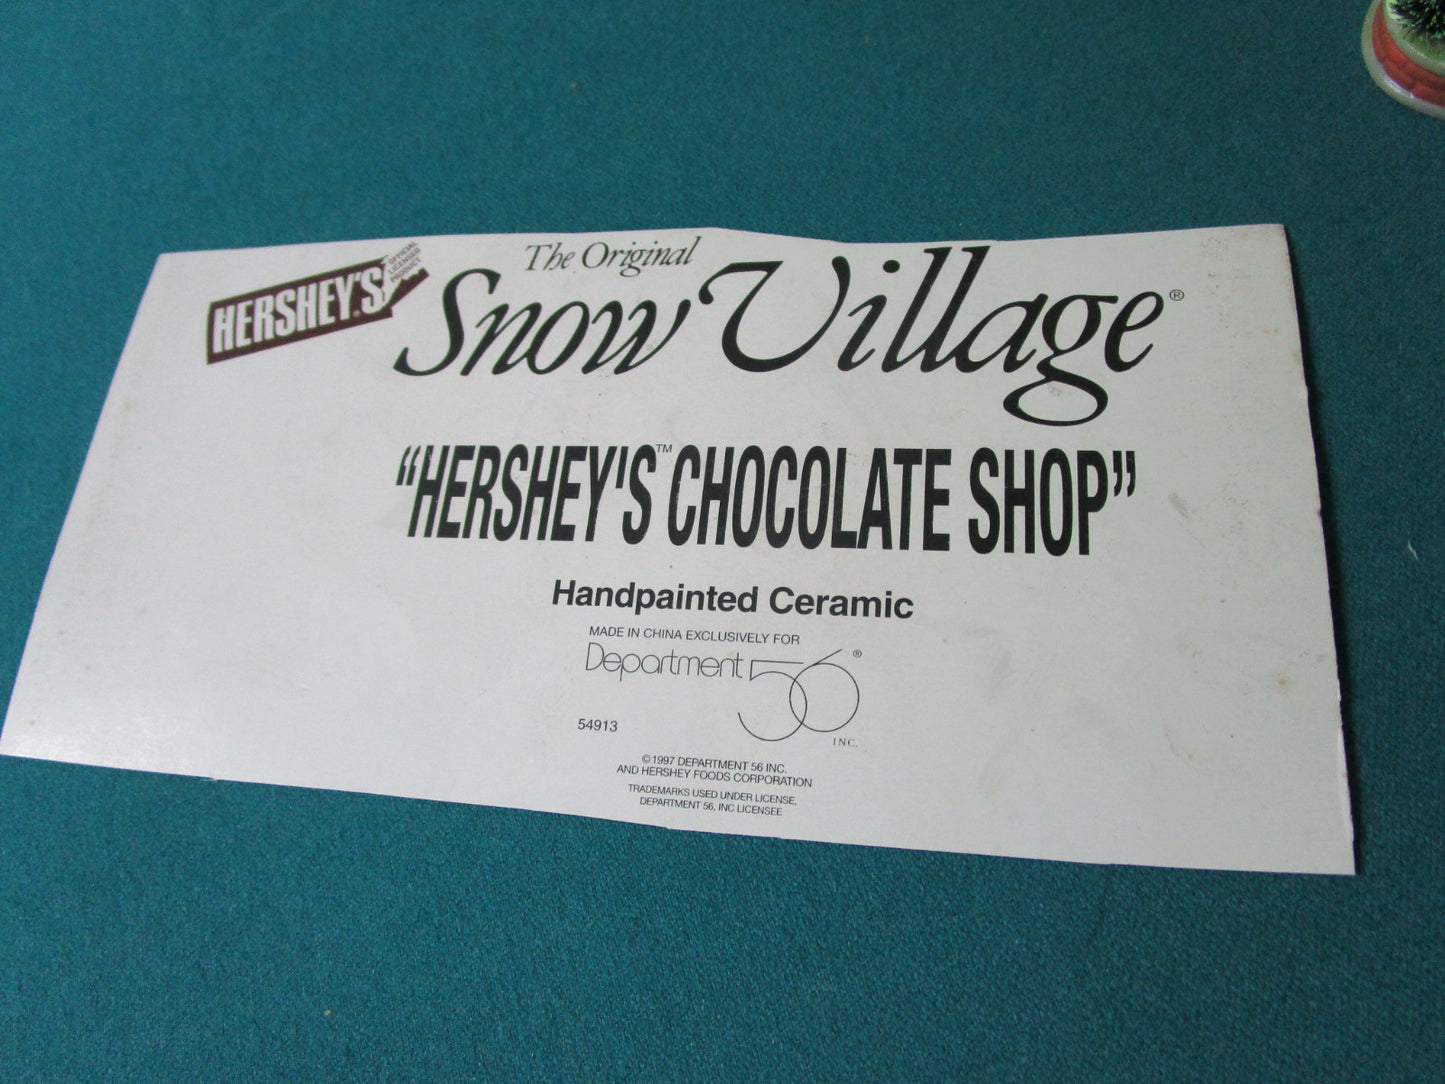 HERSHEY'S®
OFFICIAL
LICENSED
PRODUCT
The Original
Snow Village®
“HERSHEY'S™ CHOCOLATE SHOP”
Handpainted Ceramic
MADE IN CHINA EXCLUSIVELY FOR
Department 56®
INC.
54913
©1997 DEPARTMENT 56 INC.
AND HERSHEY FOODS CORPORATION
TRADEMARKS USED UNDER LICENSE,
DEPARTMENT 56, INC LICENSEE